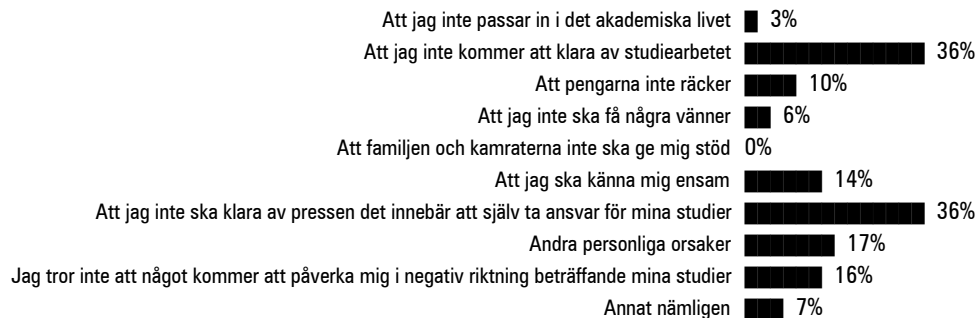 Att jag inte passar in i det akademiska livet 3%
Att jag inte kommer att klara av studiearbetet 36%
Att pengarna inte räcker 10%
Att jag inte ska få några vänner 6%
Att familjen och kamraterna inte ska ge mig stöd 0%
Att jag ska känna mig ensam 14%
Att jag inte ska klara av pressen det innebär att själv ta ansvar för mina studier 36%
Andra personliga orsaker 17%
Jag tror inte att något kommer att påverka mig i negativ riktning beträffande mina studier 16%
Annat nämligen 7%